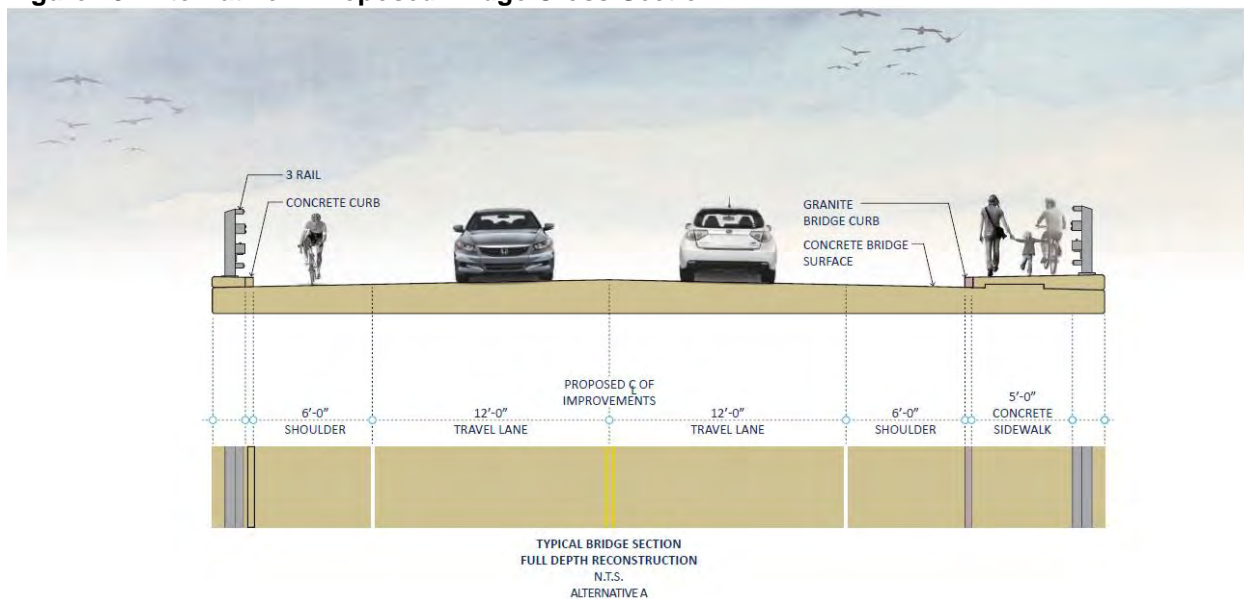 3 RAIL
CONCRETE CURB
GRANITE
BRIDGE CURB
CONCRETE BRIDGE
SURFACE
PROPOSED ℄ OF
IMPROVEMENTS
6'-0"
SHOULDER
12'-0"
TRAVEL LANE
12'-0"
TRAVEL LANE
6'-0"
SHOULDER
5'-0"
CONCRETE
SIDEWALK
TYPICAL BRIDGE SECTION
FULL DEPTH RECONSTRUCTION
N.T.S.
ALTERNATIVE A